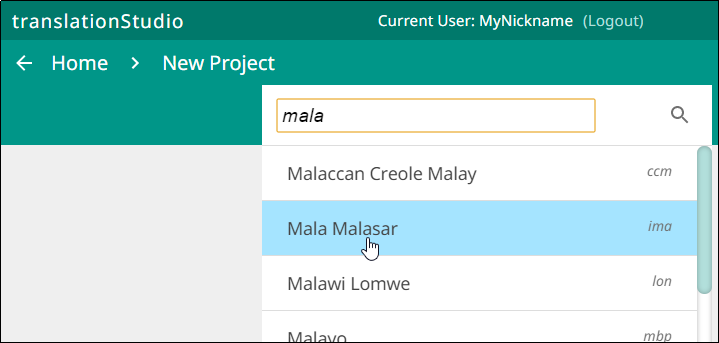 translationStudio Current User: MyNickname (Logout)
← Home > New Project
mala
Malaccan Creole Malay ccm
Mala Malasar ima
Malawi Lomwe lon
Malayo mbp